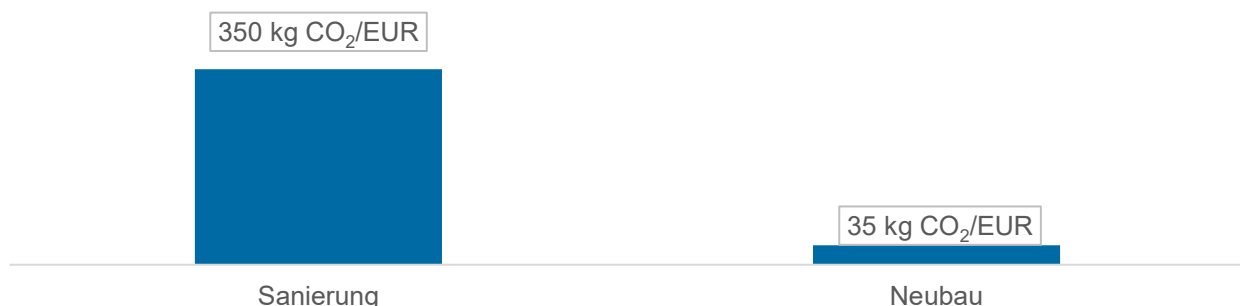 350 kg CO₂/EUR
35 kg CO₂/EUR
Sanierung
Neubau